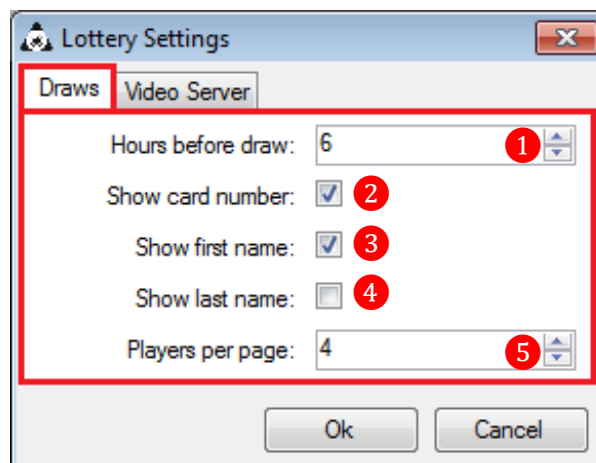 Lottery Settings
Draws Video Server
Hours before draw: 6 1
Show card number: 2
Show first name: 3
Show last name: 4
Players per page: 4 5
Ok Cancel